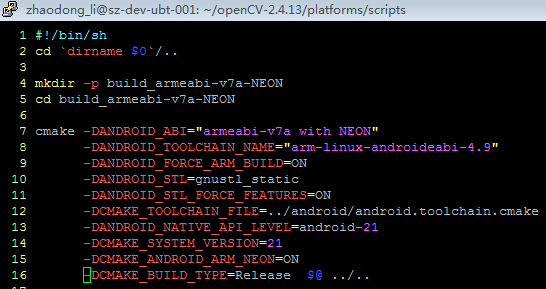 zhaodong_li@sz-dev-ubt-001: ~/openCV-2.4.13/platforms/scripts
1 #!/bin/sh
2 cd `dirname $0`/..
3
4 mkdir -p build_armeabi-v7a-NEON
5 cd build_armeabi-v7a-NEON
6
7 cmake -DANDROID_ABI="armeabi-v7a with NEON"
8 -DANDROID_TOOLCHAIN_NAME="arm-linux-androideabi-4.9"
9 -DANDROID_FORCE_ARM_BUILD=ON
10 -DANDROID_STL=gnustl_static
11 -DANDROID_STL_FORCE_FEATURES=ON
12 -DCMAKE_TOOLCHAIN_FILE=../android/android.toolchain.cmake
13 -DANDROID_NATIVE_API_LEVEL=android-21
14 -DCMAKE_SYSTEM_VERSION=21
15 -DCMAKE_ANDROID_ARM_NEON=ON
16 -DCMAKE_BUILD_TYPE=Release $@ ../..